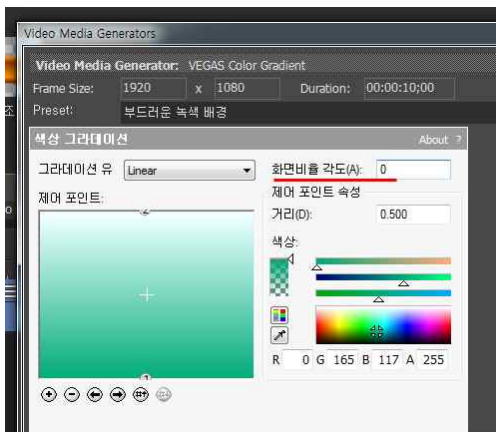 Video Media Generators
Video Media Generator: VEGAS Color Gradient
Frame Size: 1920 x 1080 Duration: 00:00:10;00
Preset: 부드러운 녹색 배경
색상 그라데이션 About ?
그라데이션 유 Linear 화면비율 각도(A): 0
제어 포인트: 제어 포인트 속성
거리(D): 0.500
색상:
2
1
R 0 G 165 B 117 A 255